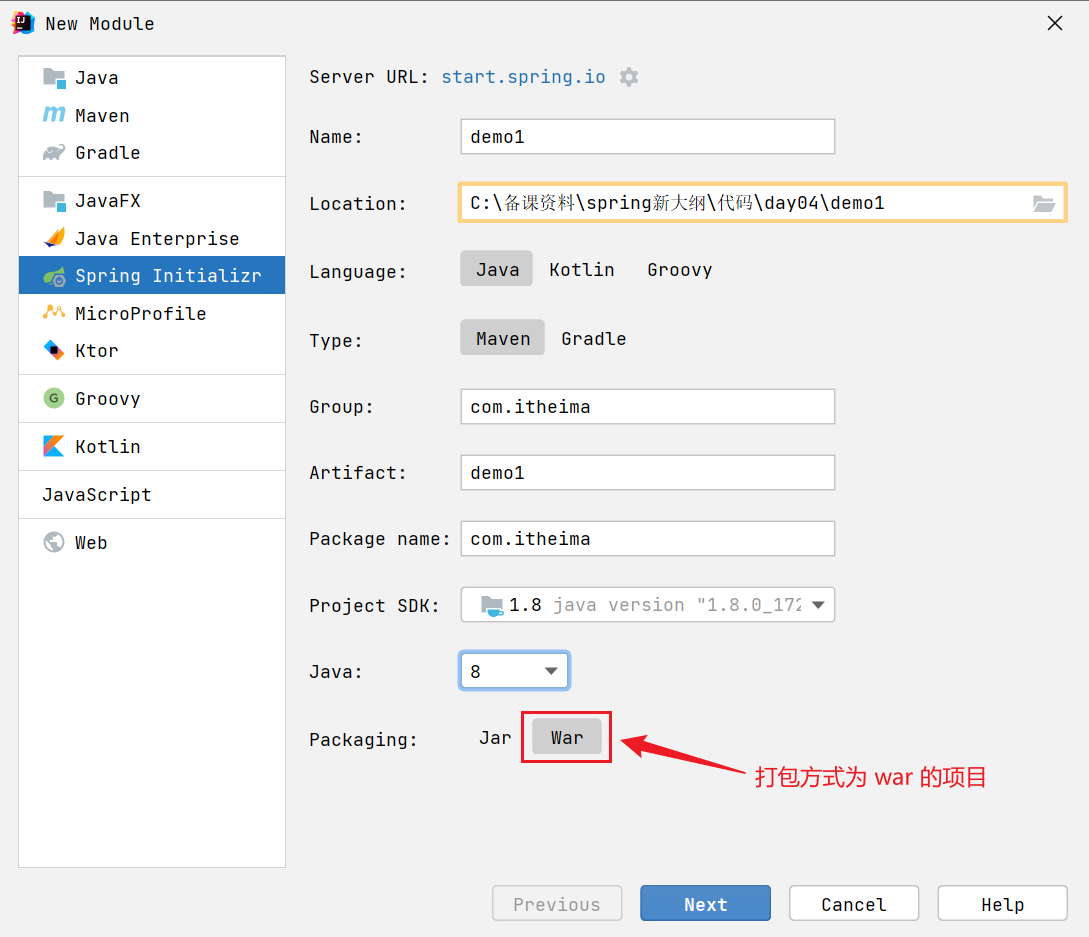 New Module
Java
Maven
Gradle
JavaFX
Java Enterprise
Spring Initializr
MicroProfile
Ktor
G Groovy
Kotlin
JavaScript
Web
Server URL: start.spring.io
Name: demo1
Location: C:\备课资料\spring新大纲\代码\day04\demo1
Language: Java Kotlin Groovy
Type: Maven Gradle
Group: com.itheima
Artifact: demo1
Package name: com.itheima
Project SDK: 1.8 java version "1.8.0_172
Java: 8
Packaging: Jar War
打包方式为 war 的项目
Previous Next Cancel Help